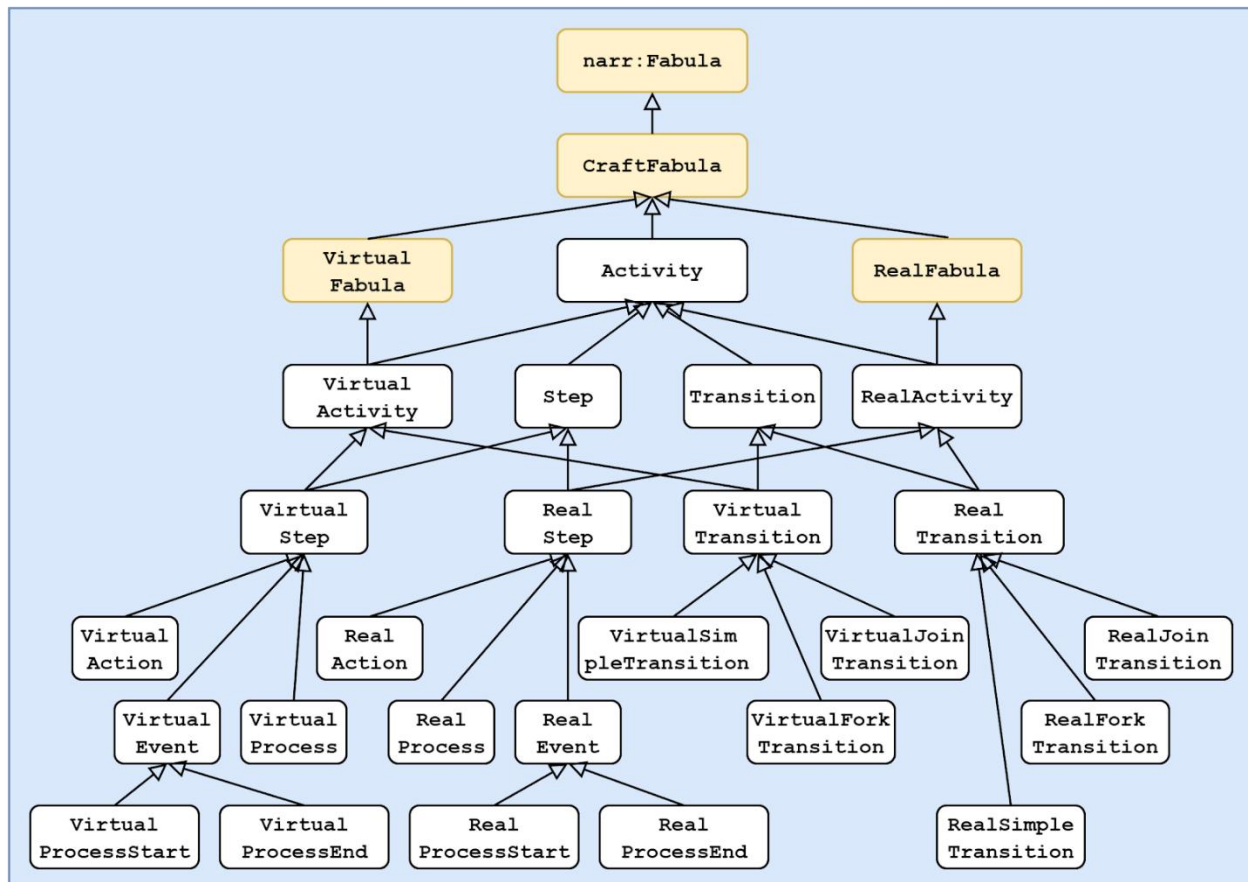 narr:Fabula
CraftFabula
Virtual
Fabula
Activity
RealFabula
Virtual
Activity
Step
Transition
RealActivity
Virtual
Step
Real
Step
Virtual
Transition
Real
Transition
Virtual
Action
Real
Action
VirtualSim
pleTransition
VirtualJoin
Transition
RealJoin
Transition
Virtual
Event
Virtual
Process
Real
Process
Real
Event
VirtualFork
Transition
RealFork
Transition
Virtual
ProcessStart
Virtual
ProcessEnd
Real
ProcessStart
Real
ProcessEnd
RealSimple
Transition